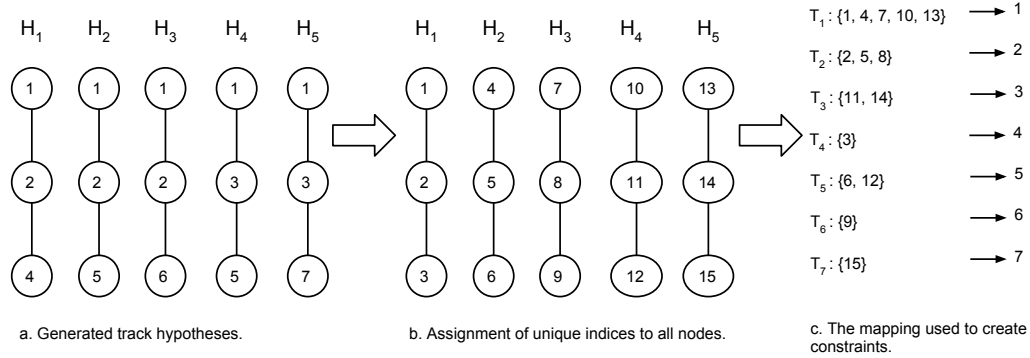 H1 H2 H3 H4 H5
1 1 1 1 1
2 2 2 3 3
4 5 6 5 7
a. Generated track hypotheses.
H1 H2 H3 H4 H5
1 4 7 10 13
2 5 8 11 14
3 6 9 12 15
b. Assignment of unique indices to all nodes.
T1 : {1, 4, 7, 10, 13} 1
T2 : {2, 5, 8} 2
T3 : {11, 14} 3
T4 : {3} 4
T5 : {6, 12} 5
T6 : {9} 6
T7 : {15} 7
c. The mapping used to create
constraints.